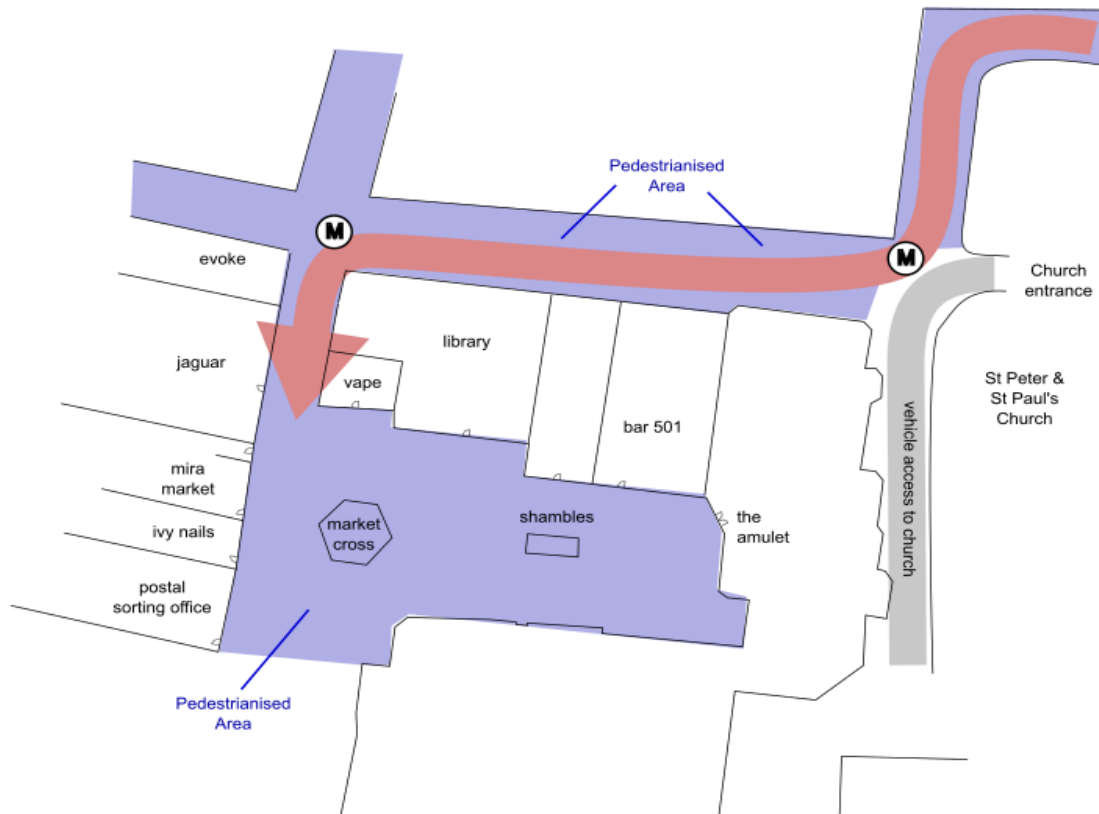 Pedestrianised
Area
M
M
evoke
Church
entrance
library
jaguar
vape
St Peter &
St Paul's
Church
bar 501
vehicle access to church
mira
market
shambles
the
amulet
market
cross
ivy nails
postal
sorting office
Pedestrianised
Area